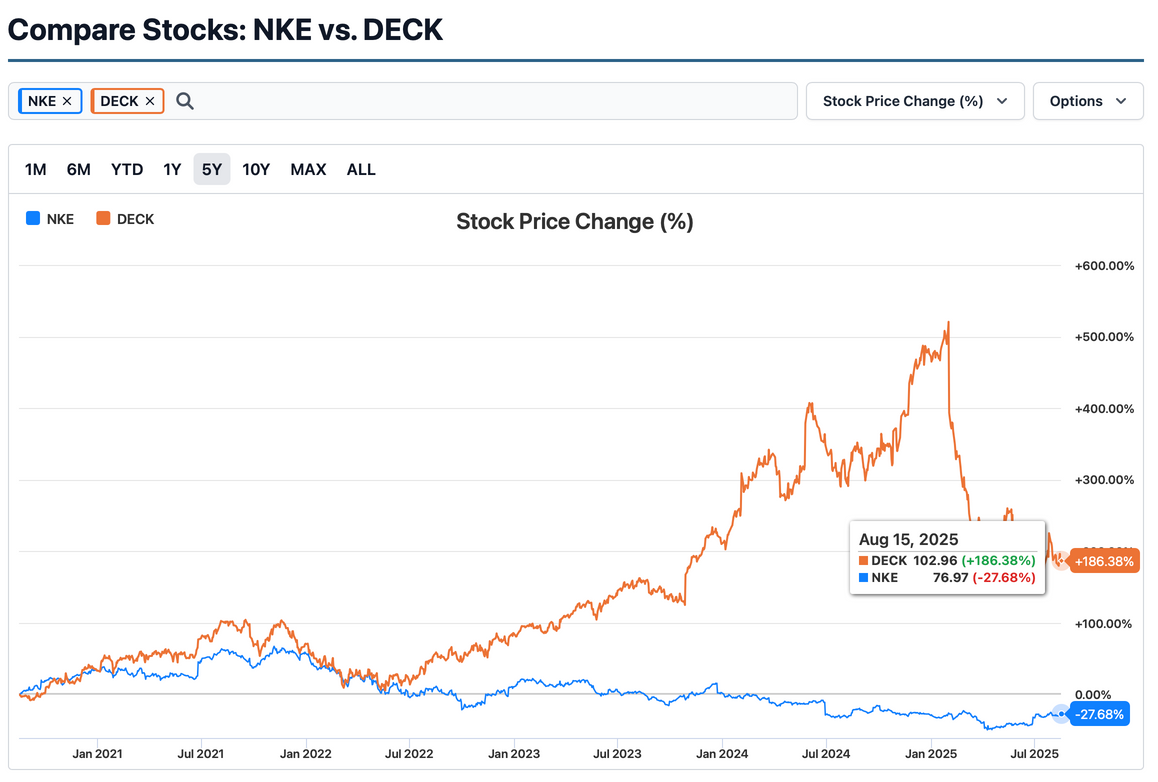 Compare Stocks: NKE vs. DECK
NKE × DECK × Stock Price Change (%) Options
1M 6M YTD 1Y 5Y 10Y MAX ALL
NKE DECK
Stock Price Change (%)
+600.00%
+500.00%
+400.00%
+300.00%
Aug 15, 2025
DECK 102.96 (+186.38%)
NKE 76.97 (-27.68%)
+186.38%
+100.00%
0.00%
-27.68%
Jan 2021 Jul 2021 Jan 2022 Jul 2022 Jan 2023 Jul 2023 Jan 2024 Jul 2024 Jan 2025 Jul 2025